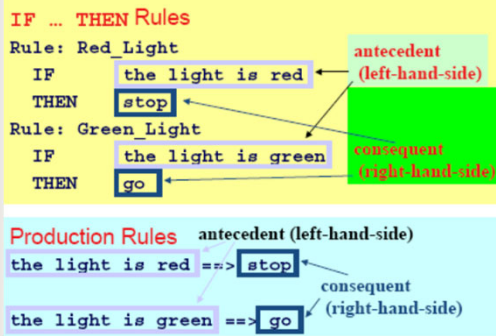 IF … THEN Rules
Rule: Red_Light
IF the light is red
THEN stop
antecedent
(left-hand-side)
Rule: Green_Light
IF the light is green
THEN go
consequent
(right-hand-side)
Production Rules
antecedent (left-hand-side)
the light is red ==> stop
consequent
(right-hand-side)
the light is green ==> go